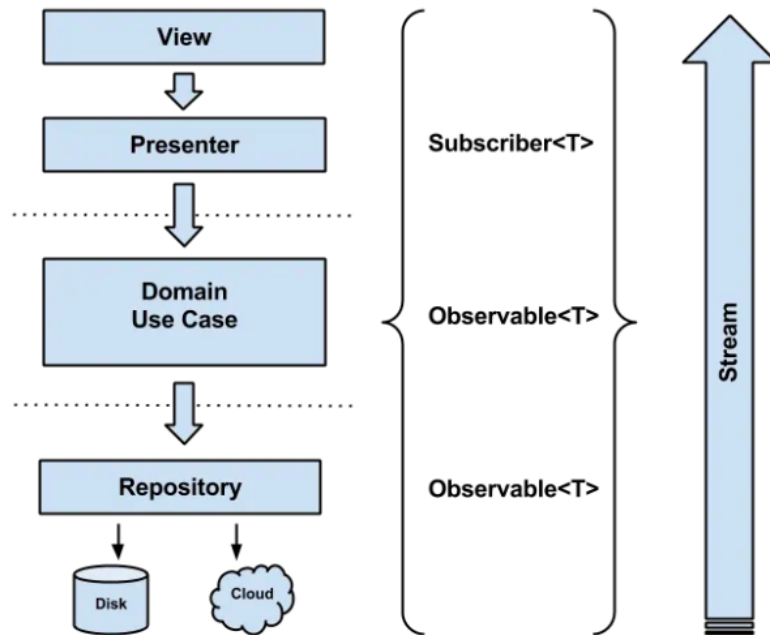 View
Presenter
Domain
Use Case
Repository
Disk
Cloud
Subscriber<T>
Observable<T>
Observable<T>
Stream